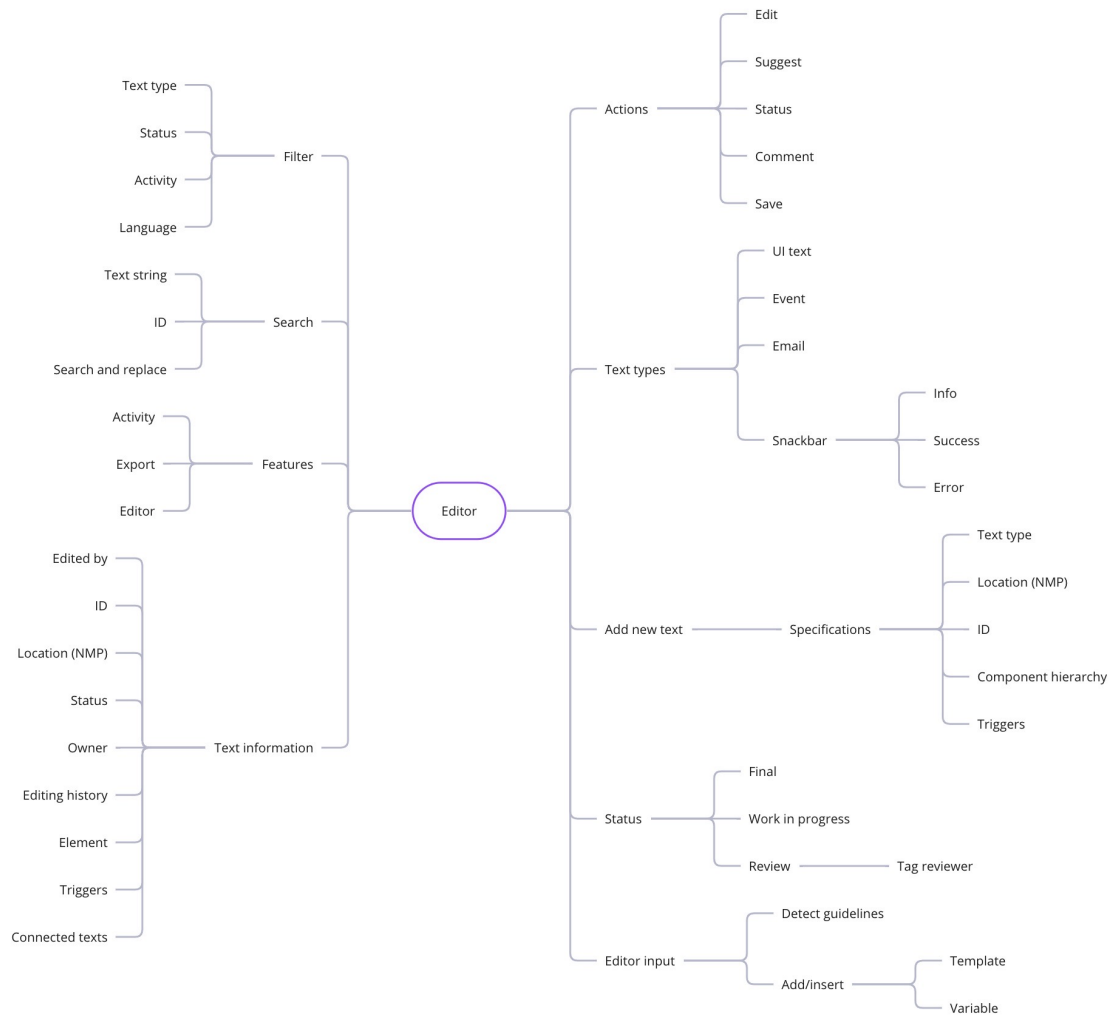 Editor
Filter
Text type
Status
Activity
Language
Search
Text string
ID
Search and replace
Features
Activity
Export
Editor
Text information
Edited by
ID
Location (NMP)
Status
Owner
Editing history
Element
Triggers
Connected texts
Actions
Edit
Suggest
Status
Comment
Save
Text types
UI text
Event
Email
Snackbar
Info
Success
Error
Add new text
Specifications
Text type
Location (NMP)
ID
Component hierarchy
Triggers
Status
Final
Work in progress
Review
Tag reviewer
Editor input
Detect guidelines
Add/insert
Template
Variable